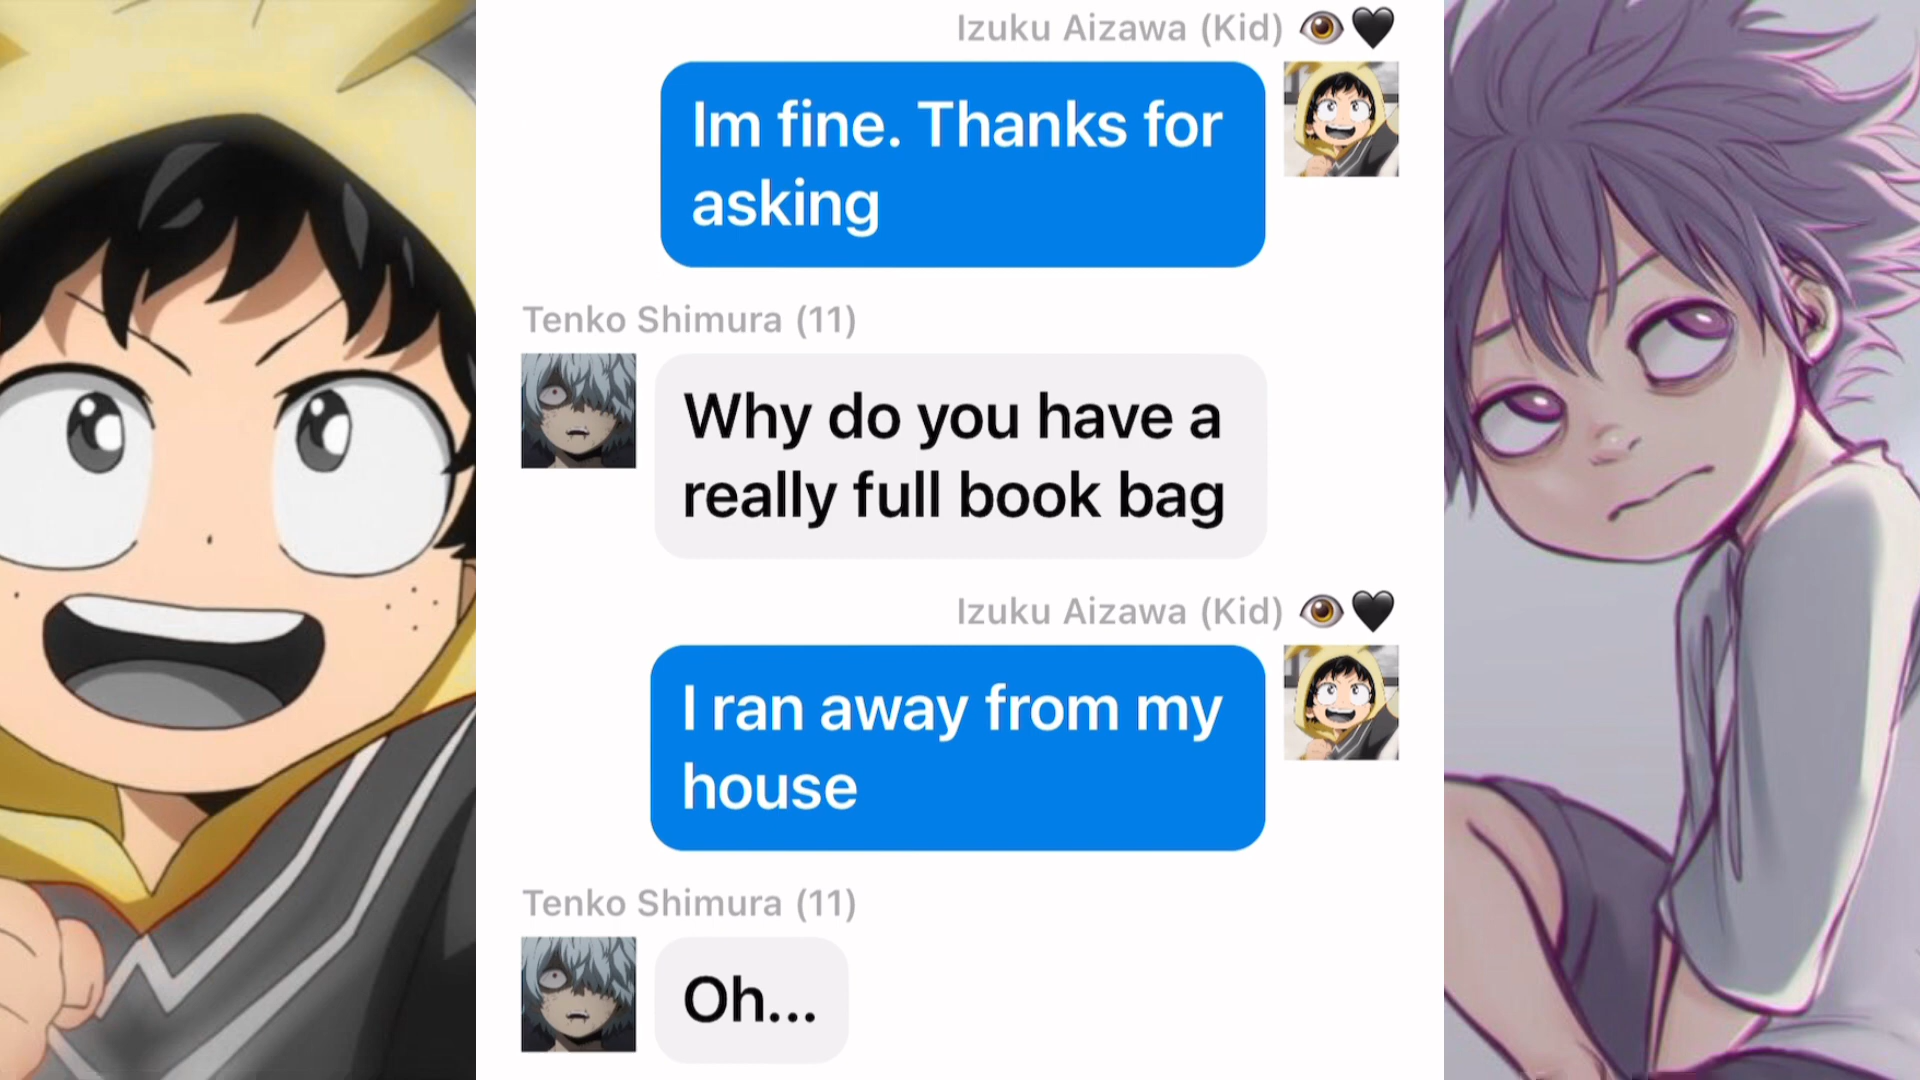 Izuku Aizawa (Kid) 👁️🖤
Im fine. Thanks for
asking
Tenko Shimura (11)
Why do you have a
really full book bag
Izuku Aizawa (Kid) 👁️🖤
I ran away from my
house
Tenko Shimura (11)
Oh...